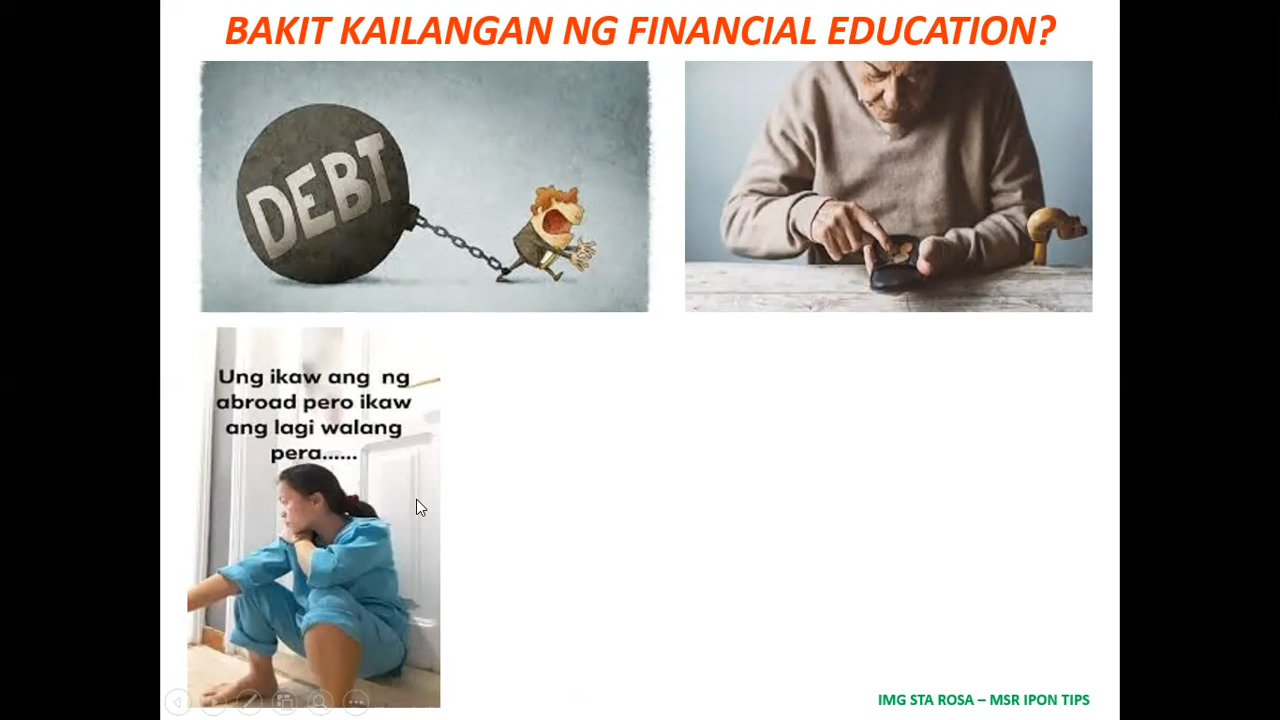 BAKIT KAILANGAN NG FINANCIAL EDUCATION?
DEBT
Ung ikaw ang ng
abroad pero ikaw
ang lagi walang
pera......
IMG STA ROSA – MSR IPON TIPS